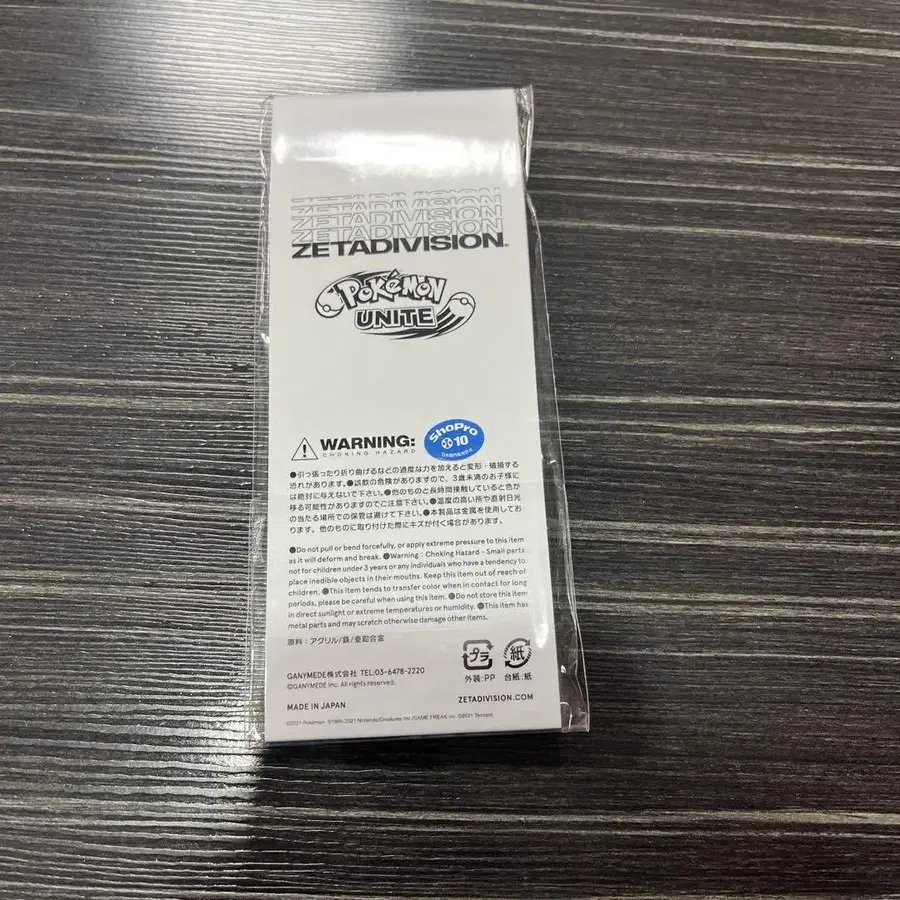 ZETADIVISION
ZETADIVISION
ZETADIVISION
ZETADIVISION
ZETADIVISION™
Pokémon
UNITE
WARNING:
CHOKING HAZARD
ShoPro
10
●引っ張ったり折り曲げるなどの過度な力を加えると変形・破損する
恐れがあります。●誤飲の危険がありますので、3歳未満のお子様に
は絶対に与えないで下さい。●他のものと長時間接触していると色が
移る可能性がありますのでご注意下さい。●温度の高い所や直射日光
の当たる場所での保管は避けて下さい。●本製品は金属を使用してお
ります。他のものに取り付けた際にキズが付く場合があります。
●Do not pull or bend forcefully, or apply extreme pressure to this item
as it will deform and break. ●Warning : Choking Hazard - Small parts
not for children under 3 years or any individuals who have a tendency to
place inedible objects in their mouths. Keep this item out of reach of
children. ●This item tends to transfer color when in contact for long
periods, please be careful when using this item. ●Do not store this item
in direct sunlight or extreme temperatures or humidity. ●This item has
metal parts and may scratch otherwise damage other items.
原料：アクリル/鉄/亜鉛合金
プラ
紙
外装:PP
台紙:紙
GANYMEDE株式会社 TEL:03-6478-2220
©GANYMEDE Inc. All rights reserved.
MADE IN JAPAN
ZETADIVISION.COM
©2021 Pokémon. ©1995-2021 Nintendo/Creatures Inc./GAME FREAK inc. ©2021 Tencent.